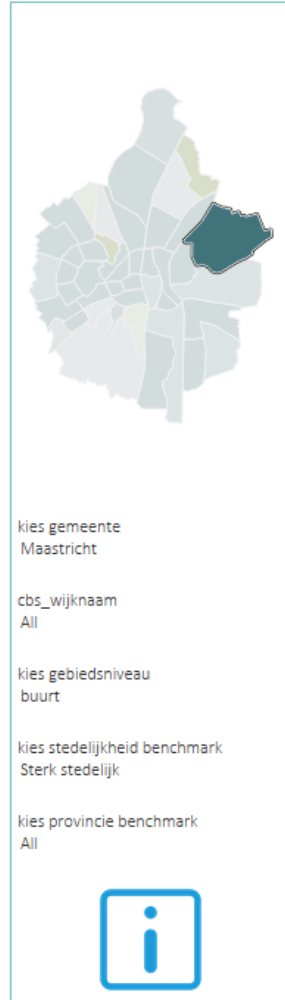 kies gemeente
Maastricht
cbs_wijknaam
All
kies gebiedsniveau
buurt
kies stedelijkheid benchmark
Sterk stedelijk
kies provincie benchmark
All